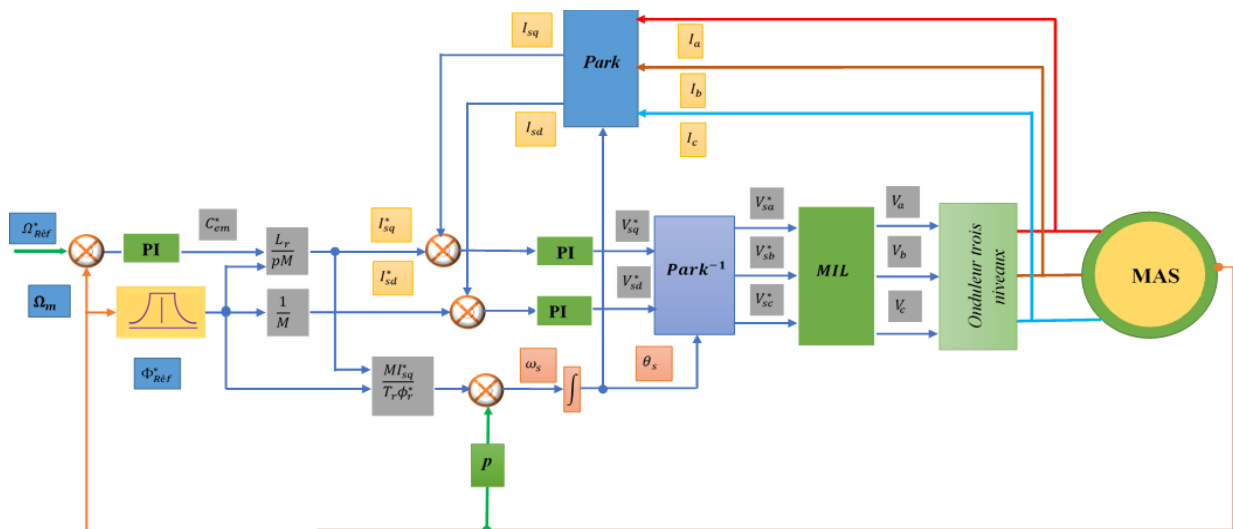 I_sq
Park
I_a
I_b
I_sd
I_c
Ω*_Réf
C*_em
I*_sq
V*_sq
V*_sa
V_a
PI
L_r
pM
PI
Park⁻¹
V*_sb
MIL
V_b
Onduleur trois
niveaux
MAS
I*_sd
V*_sd
Ω_m
1
M
PI
V*_sc
V_c
Φ*_Réf
MI*_sq
T_rϕ*_r
ω_s
∫
θ_s
p